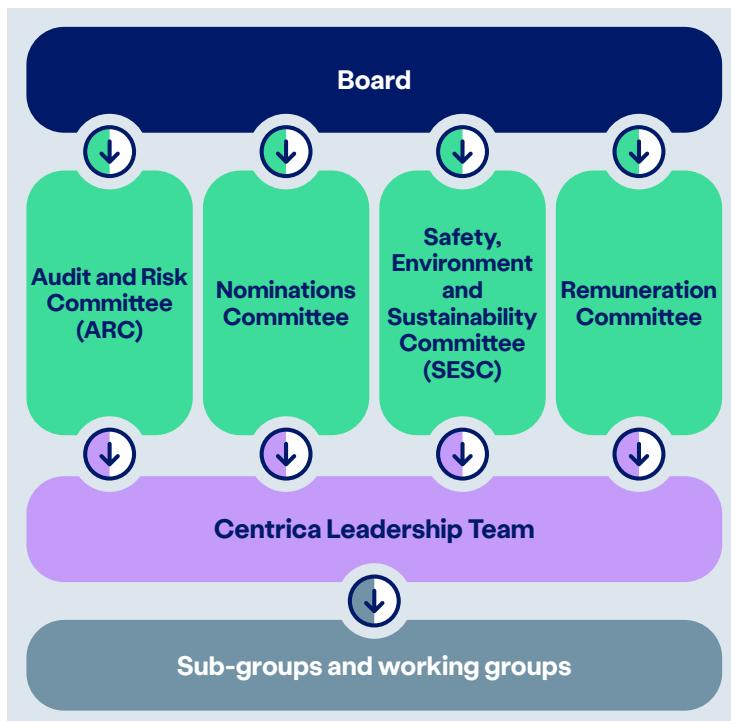 Board
Audit and Risk
Committee
(ARC)
Nominations
Committee
Safety,
Environment
and
Sustainability
Committee
(SESC)
Remuneration
Committee
Centrica Leadership Team
Sub-groups and working groups